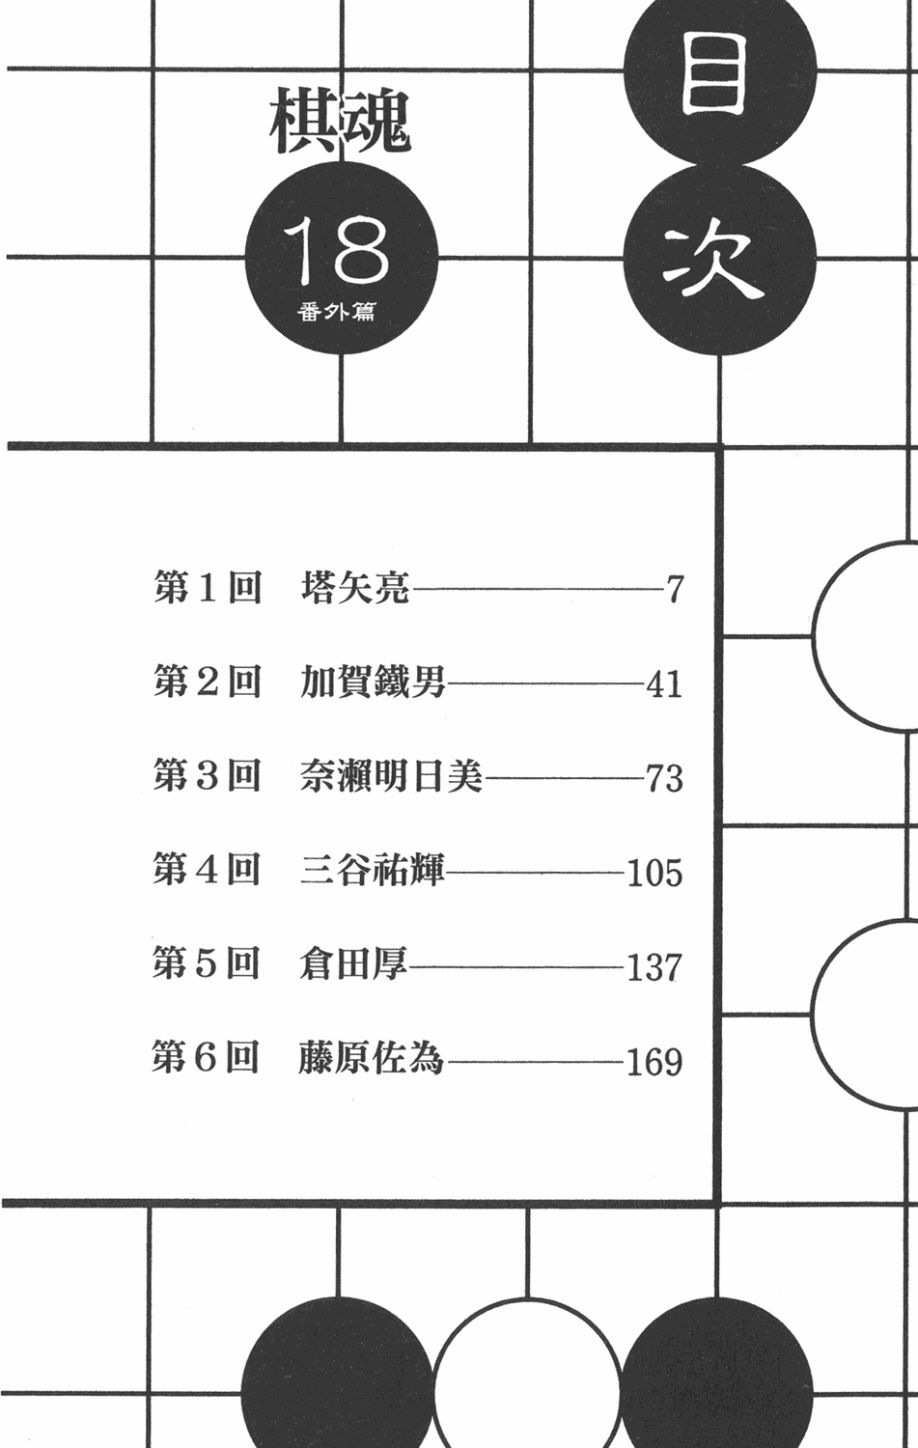 目次
棋魂
18
番外篇
第1回　塔矢亮 7
第2回　加賀鐵男 41
第3回　奈瀨明日美 73
第4回　三谷祐輝 105
第5回　倉田厚 137
第6回　藤原佐為 169